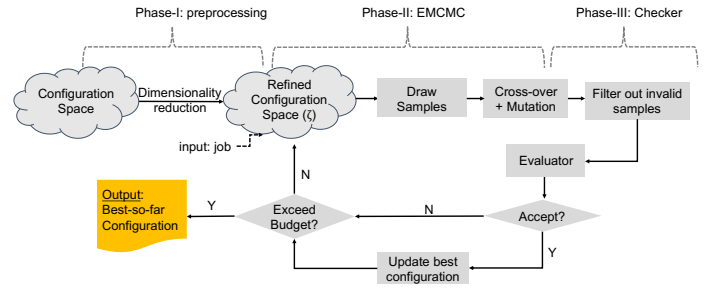 Phase-I: preprocessing
Phase-II: EMCMC
Phase-III: Checker
Configuration
Space
Dimensionality
reduction
Refined
Configuration
Space (ζ)
input: job
Draw
Samples
Cross-over
+ Mutation
Filter out invalid
samples
Evaluator
Accept?
N
Y
Update best
configuration
Exceed
Budget?
N
Y
Output:
Best-so-far
Configuration